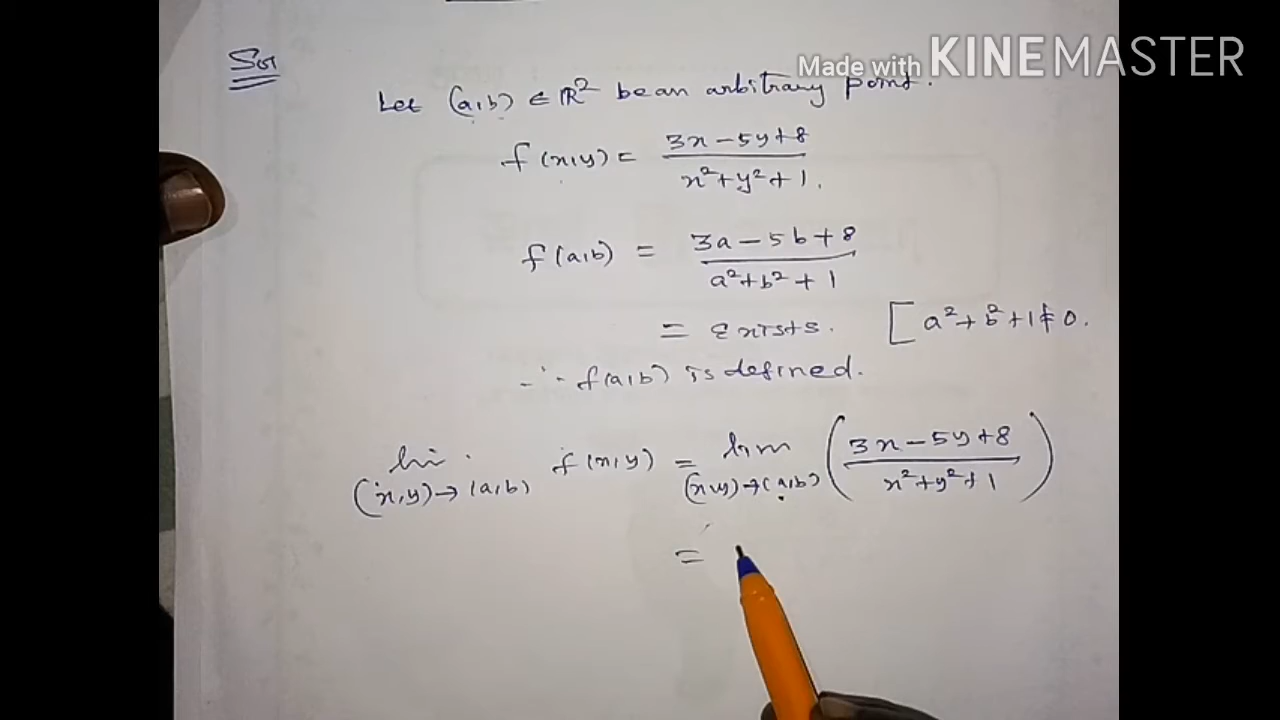 Made with KINEMASTER
Sol
Let (a,b) ∈ ℝ² be an arbitrary point.
f(x,y) = (3x-5y+8)/(x²+y²+1).
f(a,b) = (3a-5b+8)/(a²+b²+1)
= Exists. [a²+b²+1≠0.
∴ f(a,b) is defined.
lim (x,y)→(a,b) f(x,y) = lim (x,y)→(a,b) ((3x-5y+8)/(x²+y²+1))
=